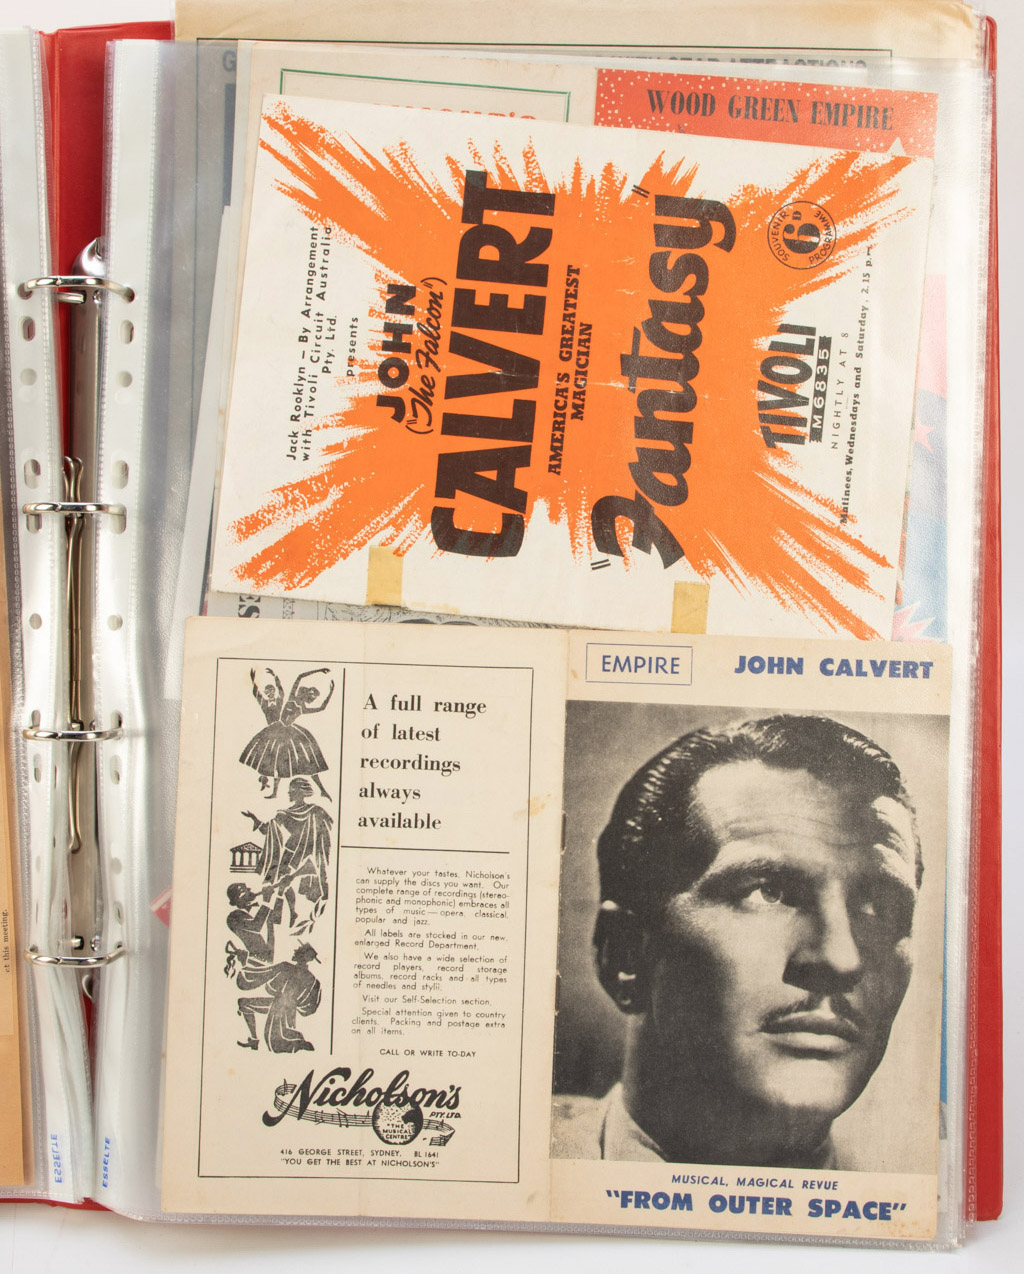 WOOD GREEN EMPIRE
Jack Rooklyn — By Arrangement
with Tivoli Circuit Australia
Pty. Ltd.
Presents
JOHN
("The Falcon")
CALVERT
AMERICA'S GREATEST
MAGICIAN
"Fantasy"
SOUVENIR
6D
PROGRAMME
TIVOLI
M 6835
NIGHTLY AT 8
Matinees, Wednesdays and Saturday, 2.15 p.m.
A full range
of latest
recordings
always
available
Whatever your tastes, Nicholson's
can supply the discs you want. Our
complete range of recordings (stereo-
phonic and monophonic) embraces all
types of music — opera, classical,
popular and jazz.
All labels are stocked in our new,
enlarged Record Department.
We also have a wide selection of
record players, record storage
albums, record racks and all types
of needles and stylii.
Visit our Self-Selection section.
Special attention given to country
clients. Packing and postage extra
on all items.
CALL OR WRITE TO-DAY
Nicholson's
PTY. LTD.
"THE
MUSICAL
CENTRE"
416 GEORGE STREET, SYDNEY. BL 1641
"YOU GET THE BEST AT NICHOLSON'S"
EMPIRE
JOHN CALVERT
MUSICAL, MAGICAL REVUE
"FROM OUTER SPACE"
at this meeting.
ESSELTE
ESSELTE